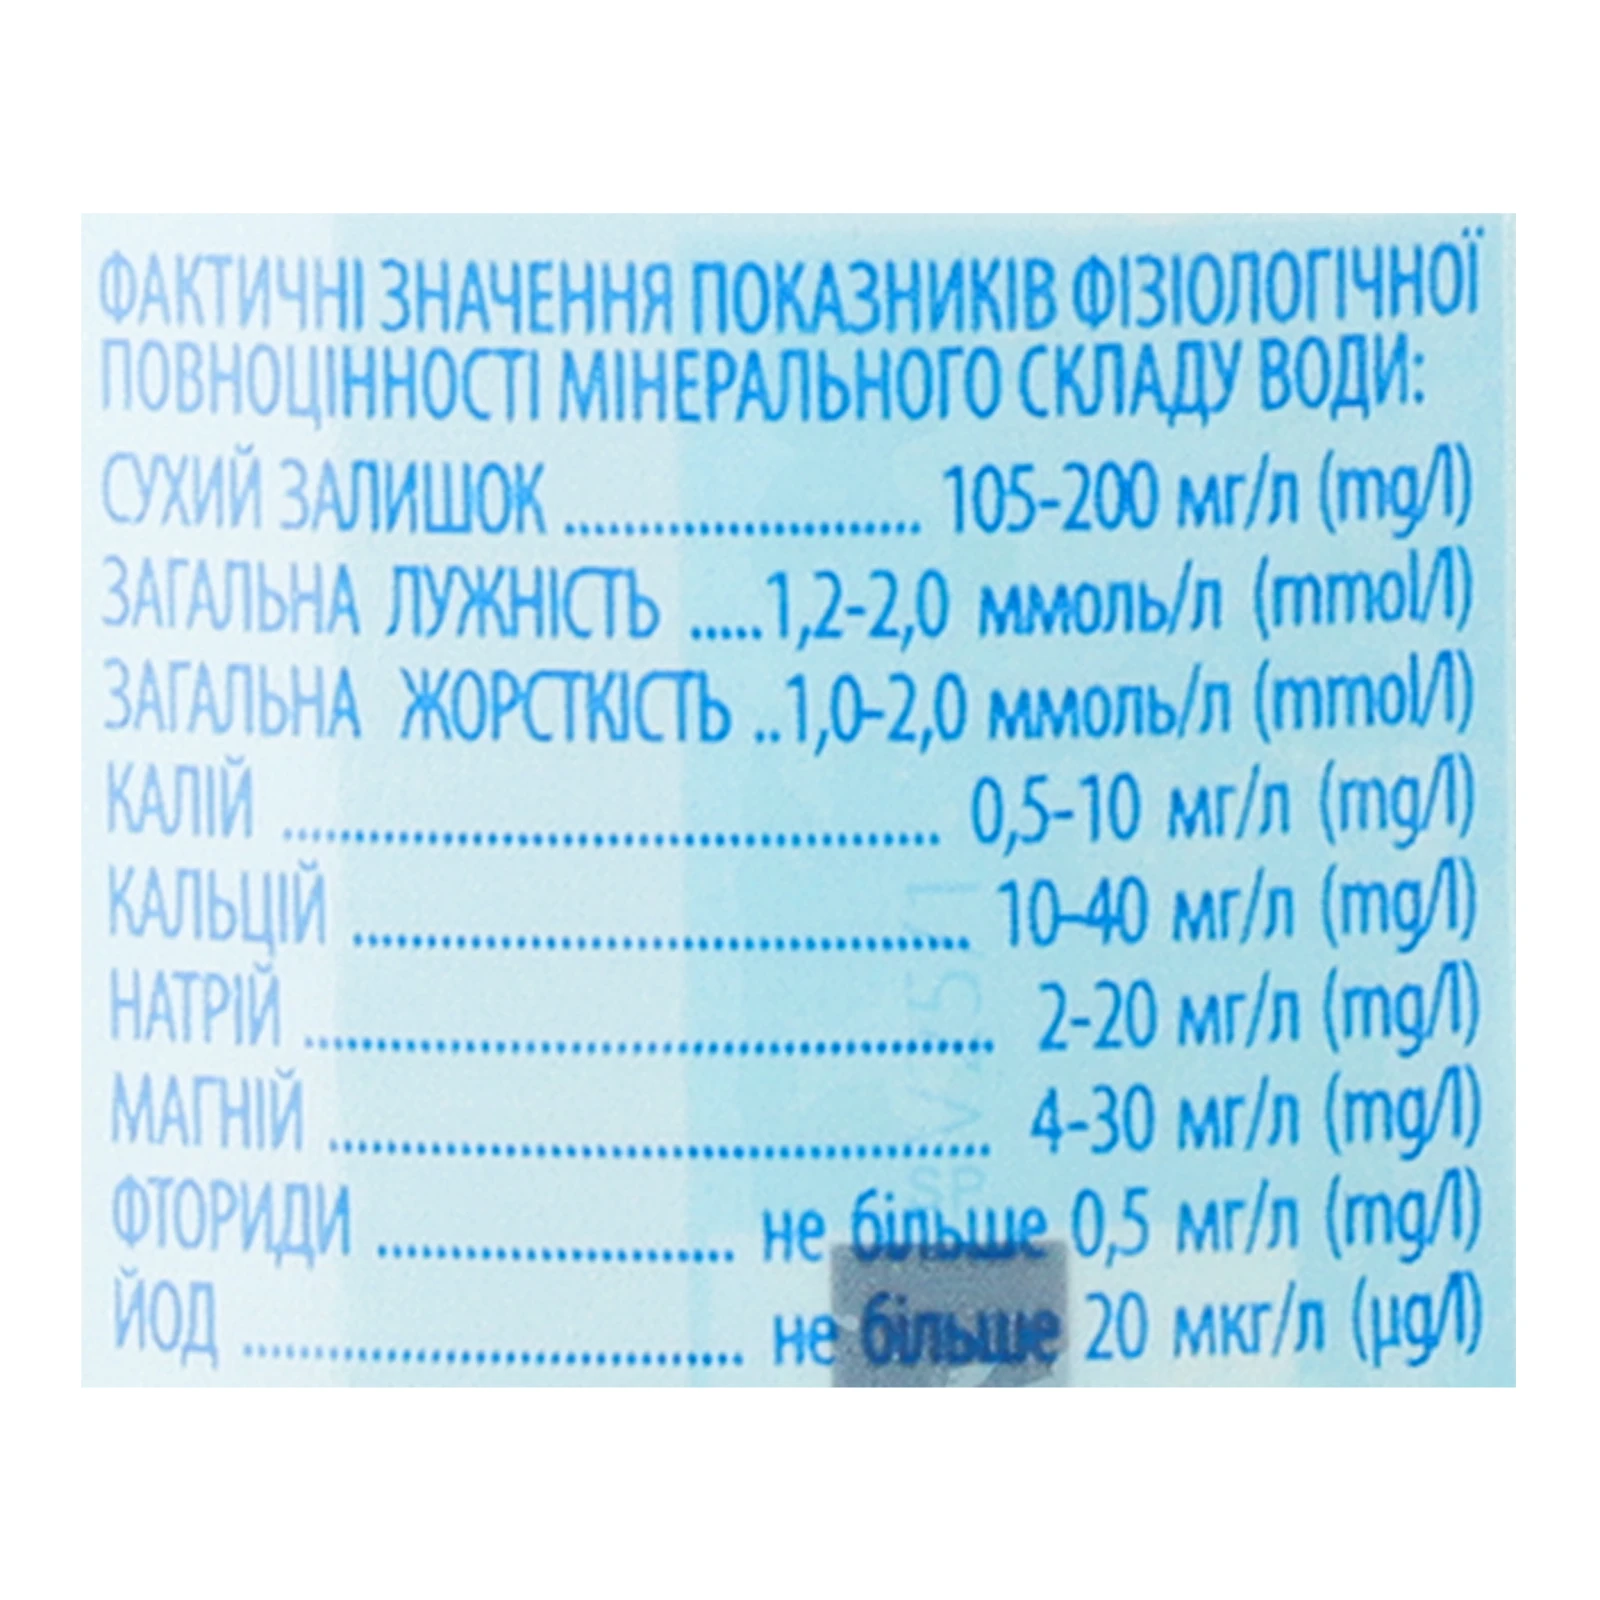 ФАКТИЧНІ ЗНАЧЕННЯ ПОКАЗНИКІВ ФІЗІОЛОГІЧНОЇ
ПОВНОЦІННОСТІ МІНЕРАЛЬНОГО СКЛАДУ ВОДИ:
СУХИЙ ЗАЛИШОК ........................ 105-200 мг/л (mg/l)
ЗАГАЛЬНА ЛУЖНІСТЬ .....1,2-2,0 ммоль/л (mmol/l)
ЗАГАЛЬНА ЖОРСТКІСТЬ ..1,0-2,0 ммоль/л (mmol/l)
КАЛІЙ ............................................. 0,5-10 мг/л (mg/l)
КАЛЬЦІЙ .......................................... 10-40 мг/л (mg/l)
НАТРІЙ ............................................... 2-20 мг/л (mg/l)
МАГНІЙ ............................................. 4-30 мг/л (mg/l)
ФТОРИДИ ........................ не більше 0,5 мг/л (mg/l)
ЙОД .................................. не більше 20 мкг/л (µg/l)